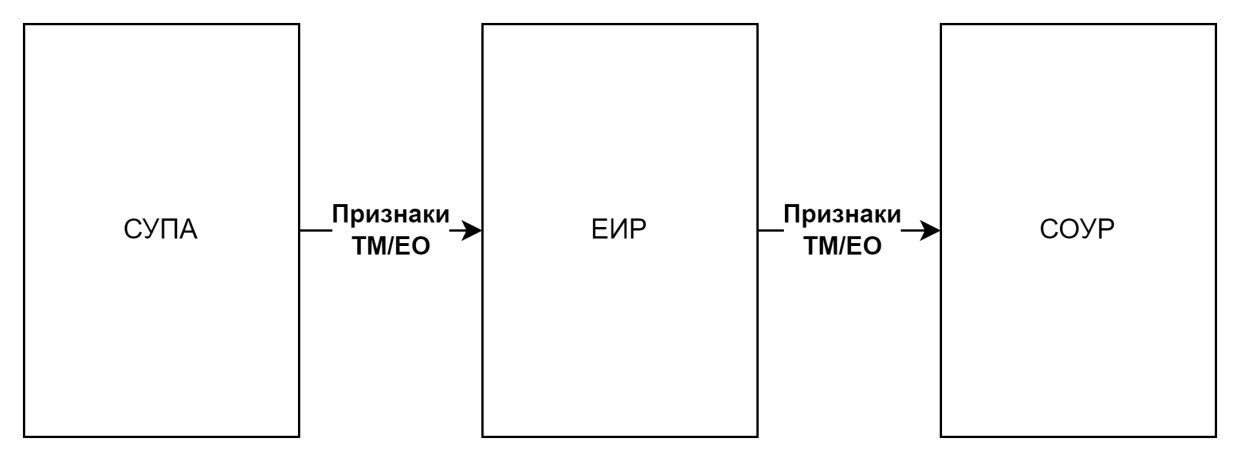 СУПА
Признаки
ТМ/ЕО
ЕИР
Признаки
ТМ/ЕО
СОУР